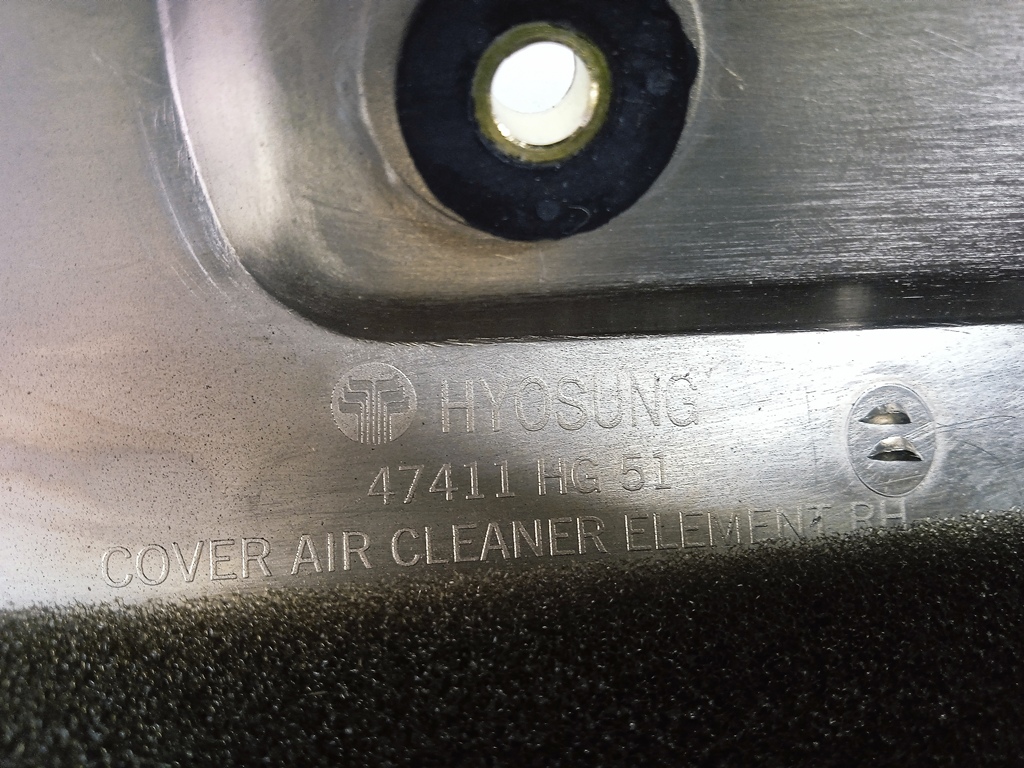 HYOSUNG
47411 HG 51
COVER AIR CLEANER ELEMENT RH